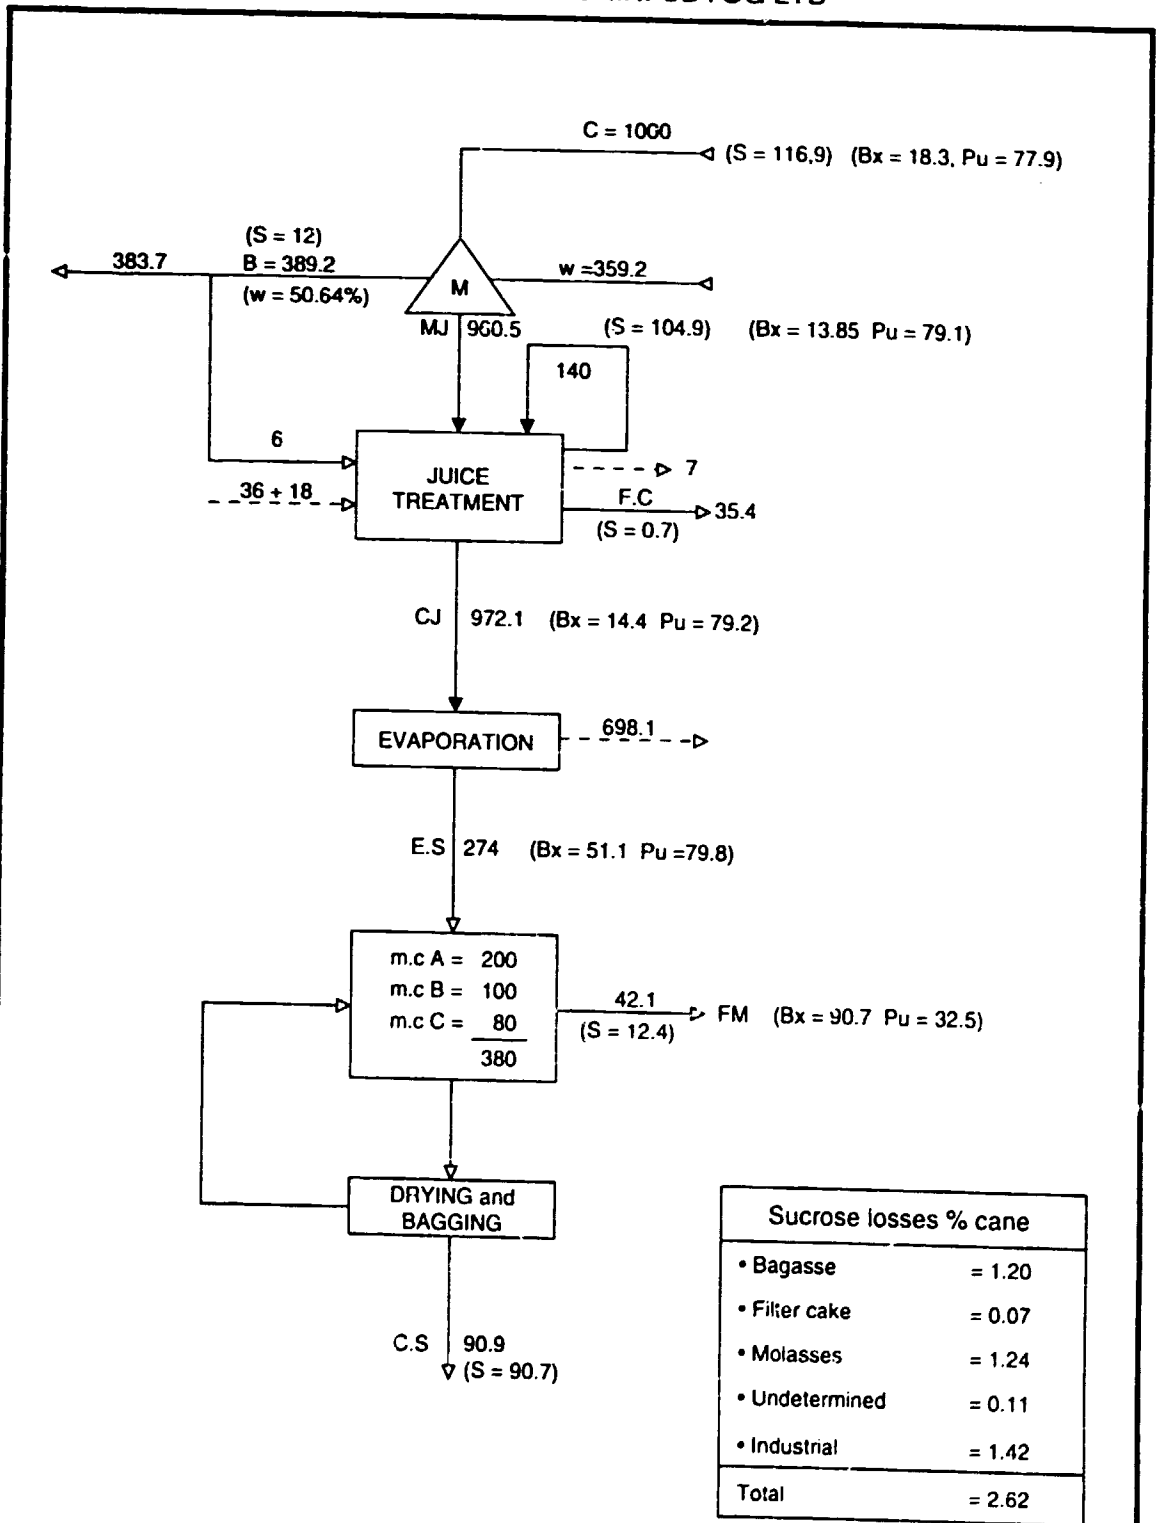 C = 1000
(S = 116,9) (Bx = 18.3, Pu = 77.9)
(S = 12)
383.7
B = 389.2
w =359.2
(w = 50.64%)
M
MJ 960.5
(S = 104.9) (Bx = 13.85 Pu = 79.1)
140
6
36 + 18
JUICE
TREATMENT
7
F.C
35.4
(S = 0.7)
CJ 972.1 (Bx = 14.4 Pu = 79.2)
EVAPORATION
698.1
E.S 274 (Bx = 51.1 Pu =79.8)
m.c A = 200
m.c B = 100
m.c C = 80
380
42.1
(S = 12.4)
FM (Bx = 90.7 Pu = 32.5)
DRYING and
BAGGING
C.S 90.9
(S = 90.7)
Sucrose losses % cane
• Bagasse = 1.20
• Filter cake = 0.07
• Molasses = 1.24
• Undetermined = 0.11
• Industrial = 1.42
Total = 2.62